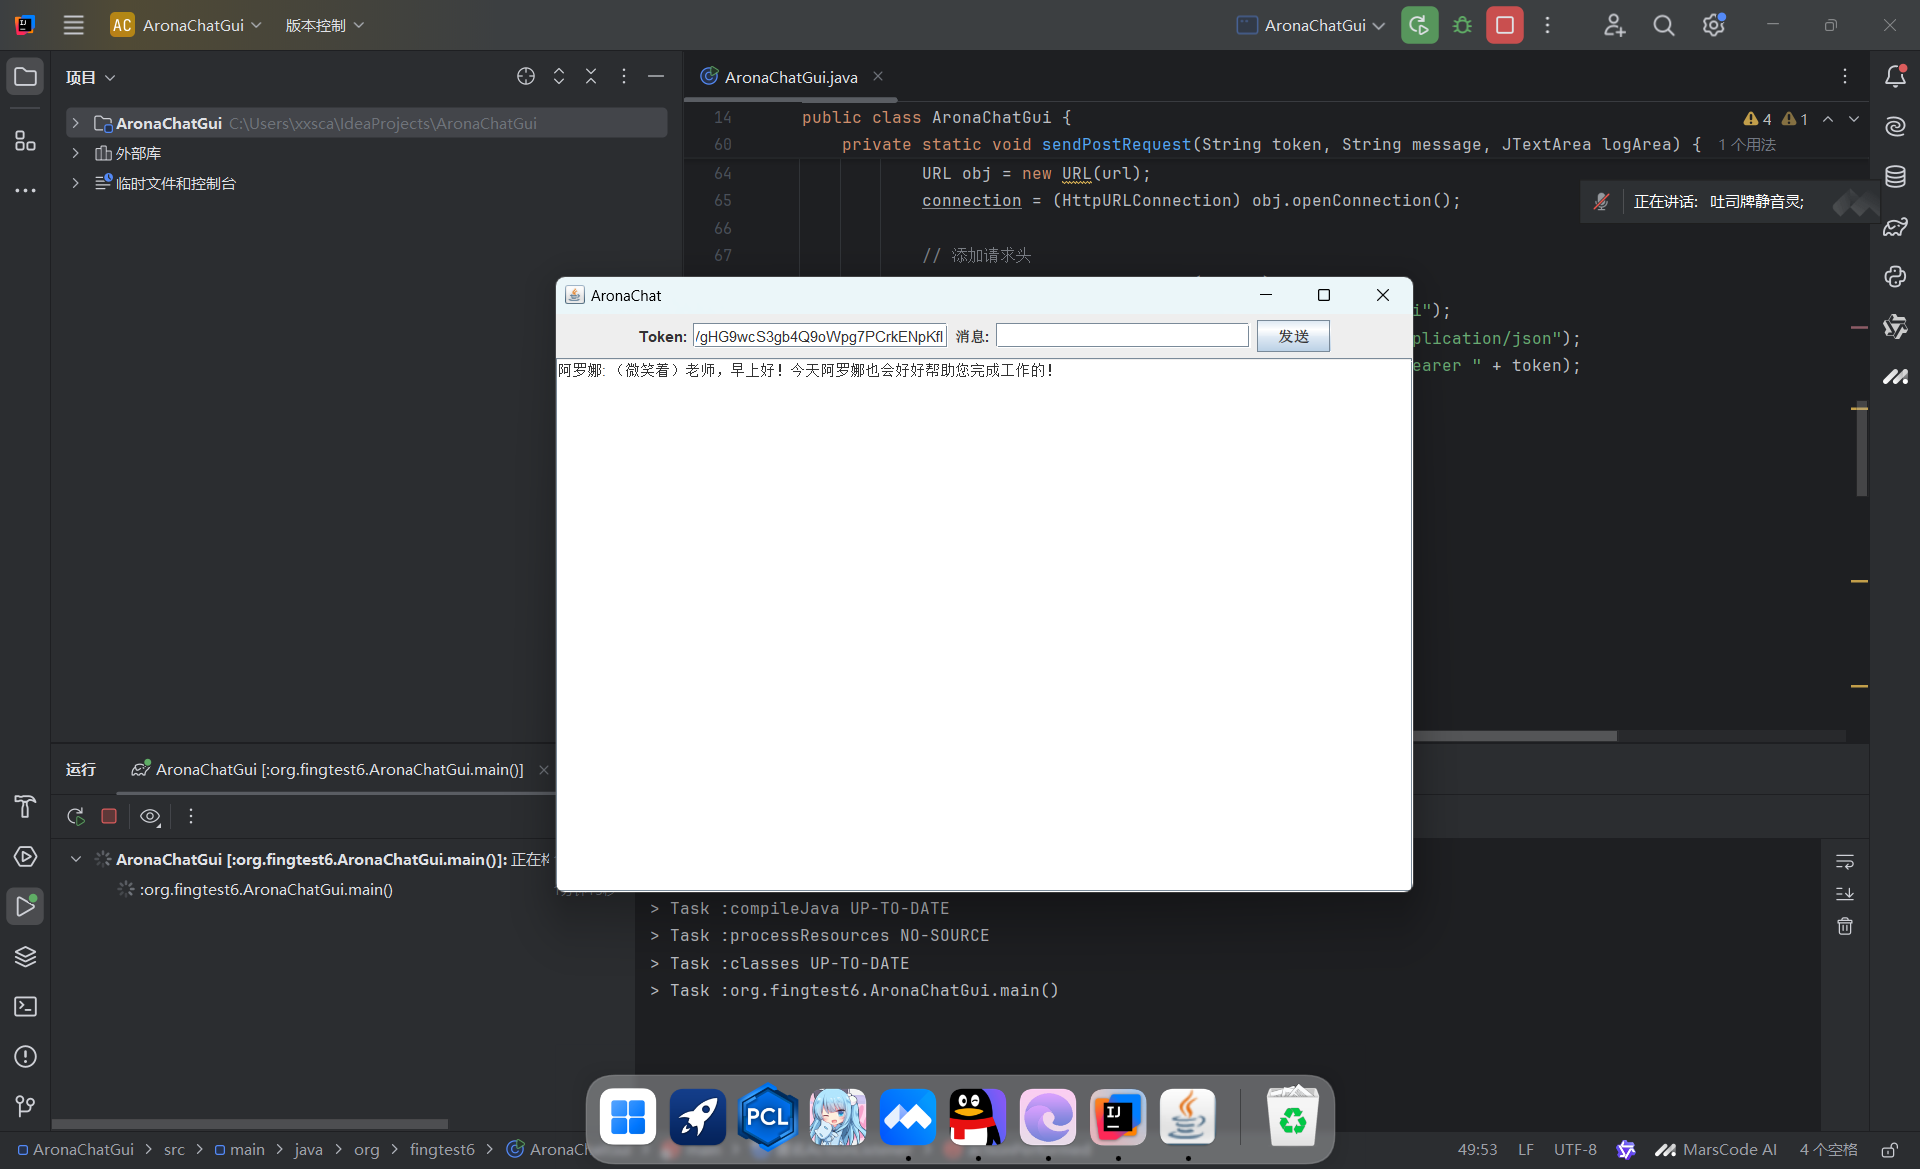 AC AronaChatGui 版本控制 AronaChatGui
项目
AronaChatGui.java
AronaChatGui C:\Users\xxsca\IdeaProjects\AronaChatGui
外部库
临时文件和控制台
14 public class AronaChatGui {
4 1
60 private static void sendPostRequest(String token, String message, JTextArea logArea) { 1 个用法
64 URL obj = new URL(url);
65 connection = (HttpURLConnection) obj.openConnection();
正在讲话: 吐司牌静音灵;
66
67 // 添加请求头
i");
plication/json");
earer " + token);
AronaChat
Token: /gHG9wcS3gb4Q9oWpg7PCrkENpKfl 消息: 发送
阿罗娜: （微笑着）老师，早上好！今天阿罗娜也会好好帮助您完成工作的！
运行 AronaChatGui [:org.fingtest6.AronaChatGui.main()]
AronaChatGui [:org.fingtest6.AronaChatGui.main()]: 正在
:org.fingtest6.AronaChatGui.main()
> Task :compileJava UP-TO-DATE
> Task :processResources NO-SOURCE
> Task :classes UP-TO-DATE
> Task :org.fingtest6.AronaChatGui.main()
PCL
IJ
AronaChatGui > src > main > java > org > fingtest6 > AronaCh
49:53 LF UTF-8 MarsCode AI 4 个空格